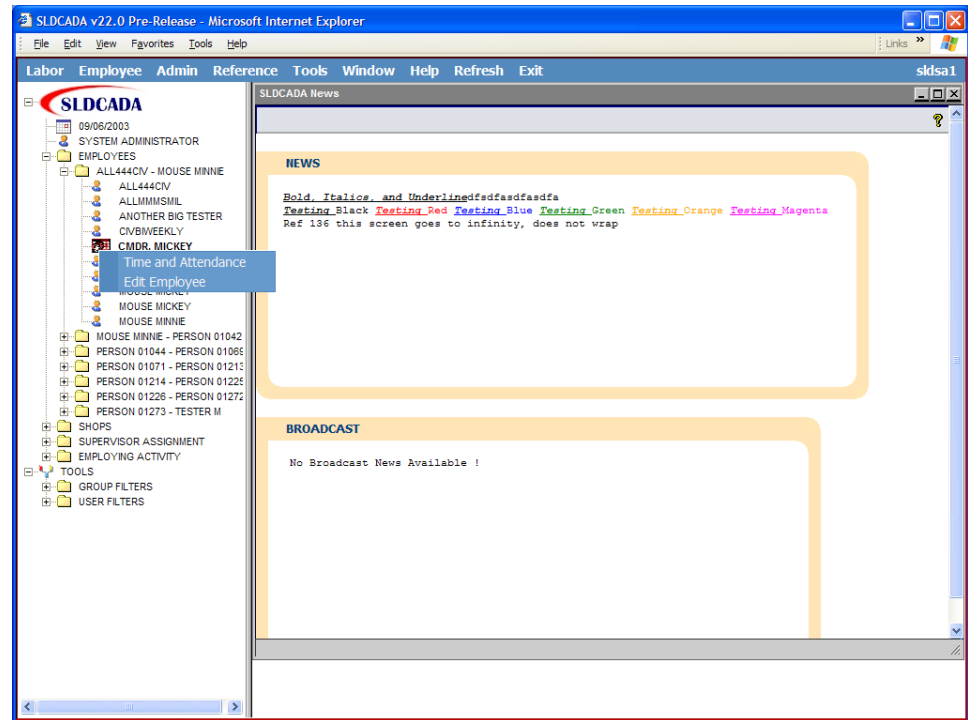 SLDCADA v22.0 Pre-Release - Microsoft Internet Explorer
File Edit View Favorites Tools Help
Links »
Labor Employee Admin Reference Tools Window Help Refresh Exit
sldsa1
SLDCADA
09/06/2003
SYSTEM ADMINISTRATOR
EMPLOYEES
ALL444CIV - MOUSE MINNIE
ALL444CIV
ALLMMMSMIL
ANOTHER BIG TESTER
CIVBIWEEKLY
CMDR. MICKEY
Time and Attendance
Edit Employee
MOUSE MICKEY
MOUSE MICKEY
MOUSE MINNIE
MOUSE MINNIE - PERSON 01042
PERSON 01044 - PERSON 01069
PERSON 01071 - PERSON 01213
PERSON 01214 - PERSON 01225
PERSON 01226 - PERSON 01272
PERSON 01273 - TESTER M
SHOPS
SUPERVISOR ASSIGNMENT
EMPLOYING ACTIVITY
TOOLS
GROUP FILTERS
USER FILTERS
SLDCADA News
?
NEWS
Bold, Italics, and Underlinedfsdfasdfasdfa
Testing Black Testing Red Testing Blue Testing Green Testing Orange Testing Magenta
Ref 136 this screen goes to infinity, does not wrap
BROADCAST
No Broadcast News Available !